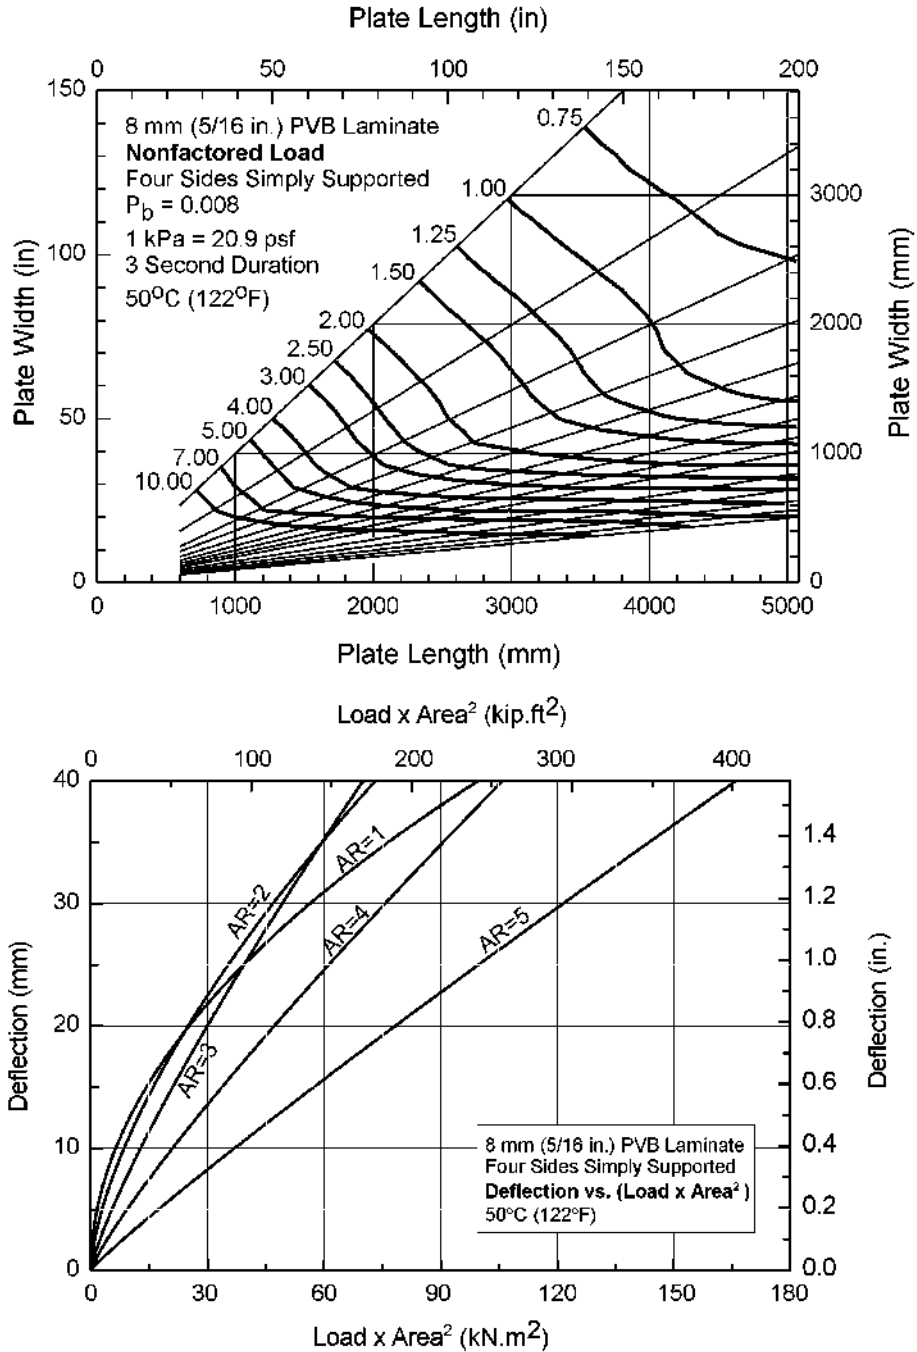 Plate Length (in)
0 50 100 150 200
150
100
50
0
Plate Width (in)
8 mm (5/16 in.) PVB Laminate
Nonfactored Load
Four Sides Simply Supported
Pb = 0.008
1 kPa = 20.9 psf
3 Second Duration
50°C (122°F)
0.75
1.00
1.25
1.50
2.00
2.50
3.00
4.00
5.00
7.00
10.00
3000
2000
1000
0
Plate Width (mm)
0 1000 2000 3000 4000 5000
Plate Length (mm)
Load x Area² (kip.ft²)
0 100 200 300 400
40
30
20
10
0
Deflection (mm)
AR=1
AR=2
AR=3
AR=4
AR=5
1.4
1.2
1.0
0.8
0.6
0.4
0.2
0.0
Deflection (in.)
8 mm (5/16 in.) PVB Laminate
Four Sides Simply Supported
Deflection vs. (Load x Area²)
50°C (122°F)
0 30 60 90 120 150 180
Load x Area² (kN.m²)